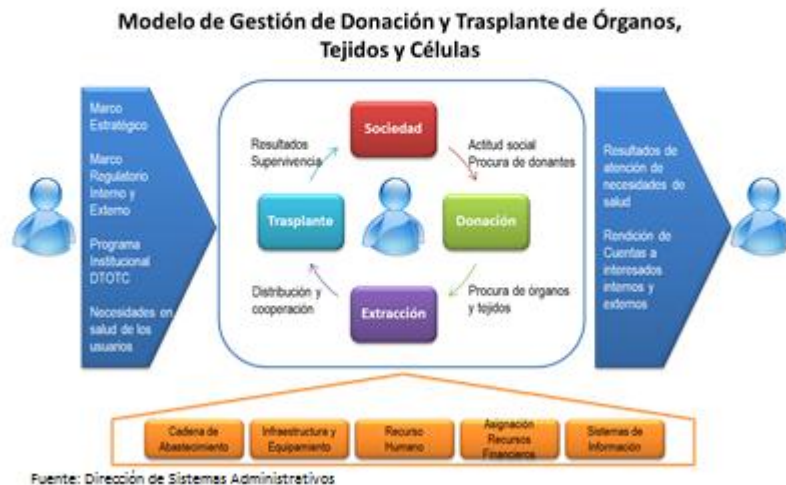 Modelo de Gestión de Donación y Trasplante de Órganos,
Tejidos y Células
Marco
Estratégico
Marco
Regulatorio
Interno y
Externo
Programa
Institucional
DTOTC
Necesidades en
salud de los
usuarios
Sociedad
Resultados
Supervivencia
Actitud social
Procura de donantes
Trasplante
Donación
Distribución y
cooperación
Procura de órganos
y tejidos
Extracción
Resultados de
atención de
necesidades de
salud
Rendición de
Cuentas a
interesados
internos y
externos
Cadena de
Abastecimiento
Infraestructura y
Equipamiento
Recurso
Humano
Asignación
Recursos
Financieros
Sistemas de
Información
Fuente: Dirección de Sistemas Administrativos